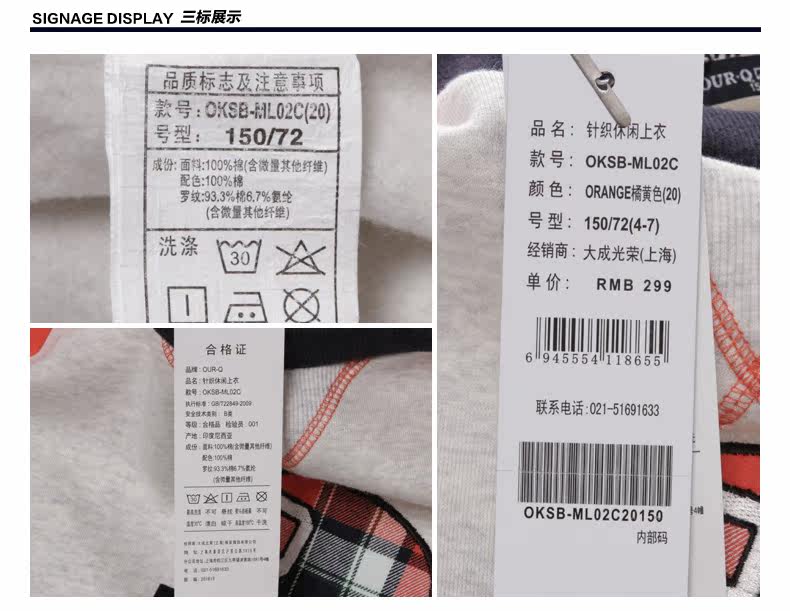 SIGNAGE DISPLAY 三标展示
品质标志及注意事项
款号: OKSB-ML02C(20)
号型: 150/72
成份: 面料:100%棉(含微量其他纤维)
配色:100%棉
罗纹:93.3%棉6.7%氨纶
(含微量其他纤维)
洗涤
30
OUR-Q
品名: 针织休闲上衣
款号: OKSB-ML02C
颜色: ORANGE橘黄色(20)
号型: 150/72(4-7)
经销商: 大成光荣(上海)
单价: RMB 299
6 945554 118655
联系电话:021-51691633
OKSB-ML02C20150
内部码
合格证
品牌: OUR-Q
品名: 针织休闲上衣
款号: OKSB-ML02C
执行标准: GB/T22849-2009
安全技术类别: B类
等级: 合格品 检验员: 001
产地: 印度尼西亚
成份: 面料:100%棉(含微量其他纤维)
配色:100%棉
罗纹:93.3%棉6.7%氨纶
(含微量其他纤维)
电 话: 021-51691633